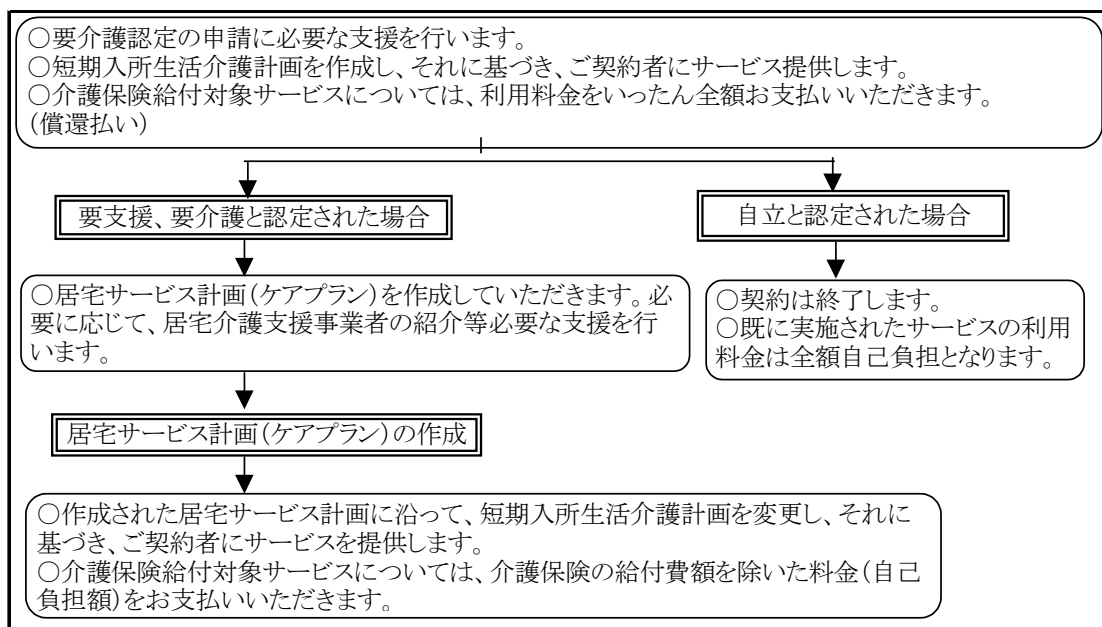 ○要介護認定の申請に必要な支援を行います。
○短期入所生活介護計画を作成し、それに基づき、ご契約者にサービス提供します。
○介護保険給付対象サービスについては、利用料金をいったん全額お支払いいただきます。
(償還払い)
要支援、要介護と認定された場合
自立と認定された場合
○居宅サービス計画(ケアプラン)を作成していただきます。必
要に応じて、居宅介護支援事業者の紹介等必要な支援を行
います。
○契約は終了します。
○既に実施されたサービスの利用
料金は全額自己負担となります。
居宅サービス計画(ケアプラン)の作成
○作成された居宅サービス計画に沿って、短期入所生活介護計画を変更し、それに
基づき、ご契約者にサービスを提供します。
○介護保険給付対象サービスについては、介護保険の給付費額を除いた料金(自己
負担額)をお支払いいただきます。